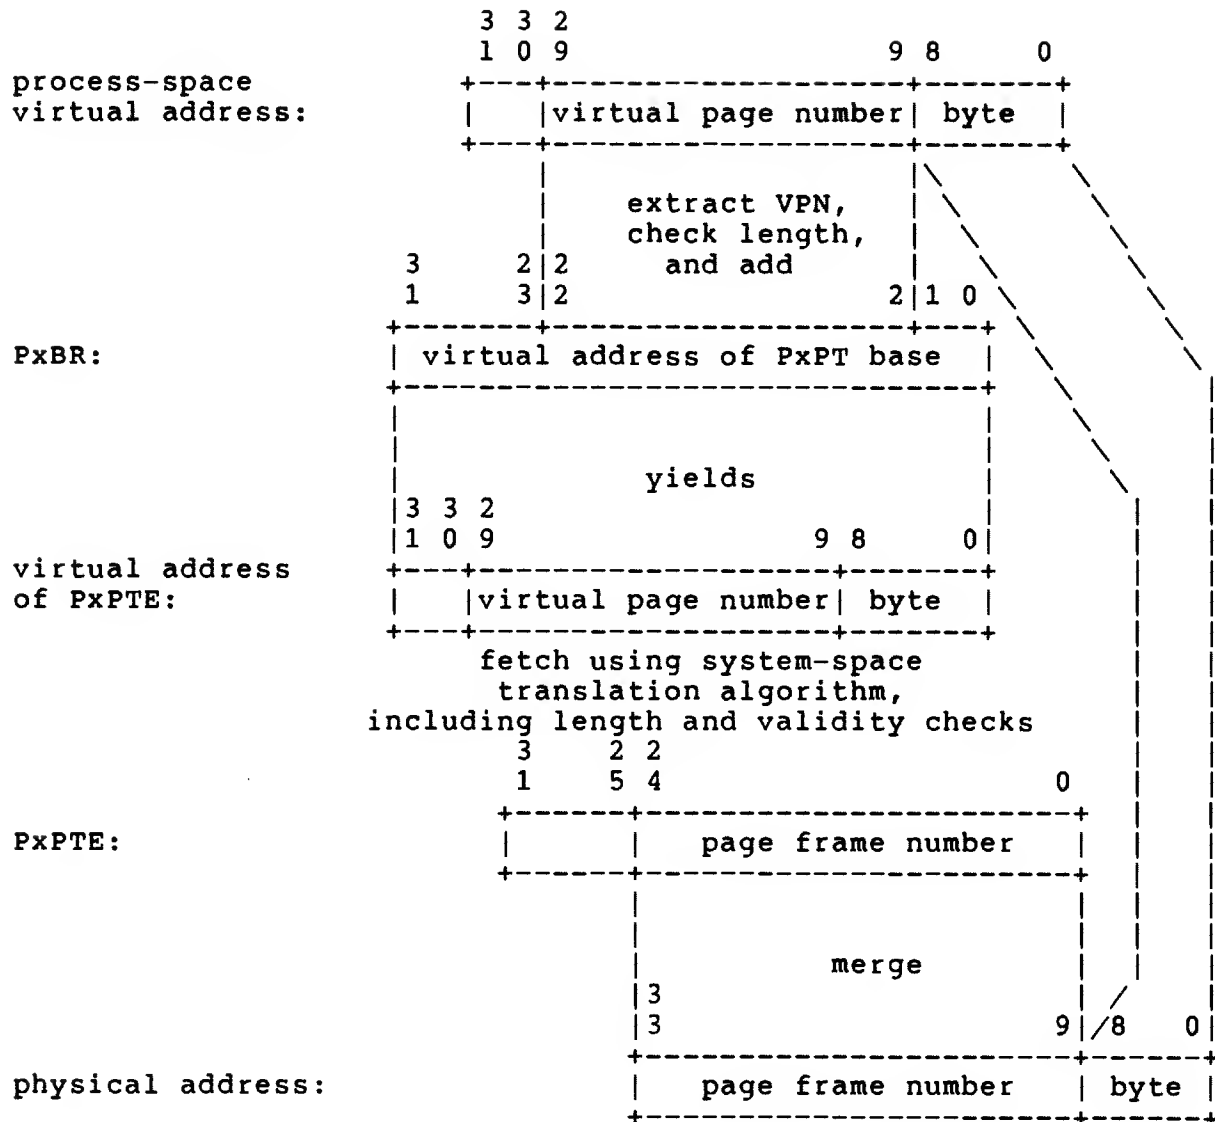 3 3 2
1 0 9 9 8 0
process-space
virtual address: | |virtual page number| byte |
extract VPN,
check length,
3 2|2 and add
1 3|2 2|1 0
PxBR: | virtual address of PxPT base |
yields
|3 3 2
|1 0 9 9 8 0|
virtual address
of PxPTE: | |virtual page number| byte |
fetch using system-space
translation algorithm,
including length and validity checks
3 2 2
1 5 4 0
PxPTE: | | page frame number |
merge
|3
|3 9|/8 0|
physical address: | page frame number | byte |